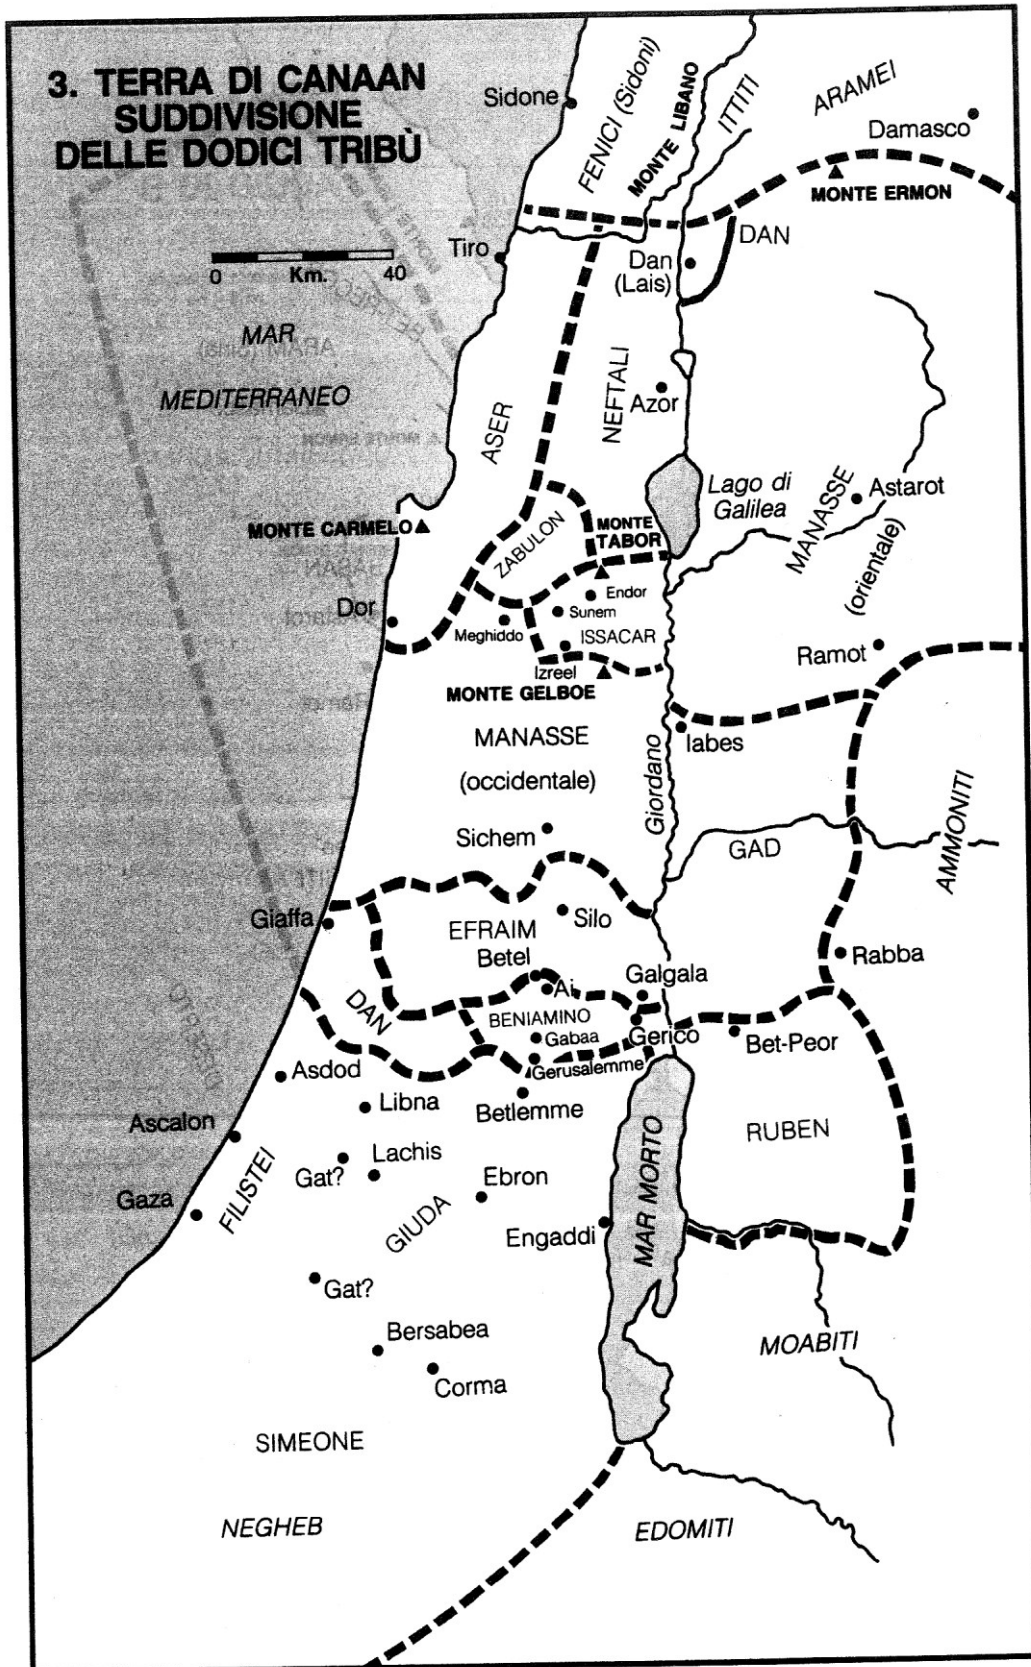 3. TERRA DI CANAAN
SUDDIVISIONE
DELLE DODICI TRIBÙ
Sidone
FENICI (Sidoni)
MONTE LIBANO
ITTITI
ARAMEI
Damasco
MONTE ERMON
Tiro
0 Km. 40
DAN
Dan
(Lais)
MAR
MEDITERRANEO
ASER
NEFTALI
Azor
Lago di
Galilea
MANASSE
(orientale)
Astarot
MONTE CARMELO
ZABULON
MONTE
TABOR
Dor
Endor
Sunem
Meghiddo
ISSACAR
Izreel
MONTE GELBOE
Ramot
MANASSE
(occidentale)
Giordano
Iabes
Sichem
GAD
AMMONITI
Giaffa
EFRAIM
Silo
Betel
Rabba
Ai
Galgala
DAN
BENIAMINO
Gabaa
Gerico
Bet-Peor
Gerusalemme
Asdod
Libna
Betlemme
Ascalon
RUBEN
Lachis
Gat?
Ebron
FILISTEI
Gaza
GIUDA
Engaddi
MAR MORTO
Gat?
Bersabea
MOABITI
Corma
SIMEONE
NEGHEB
EDOMITI